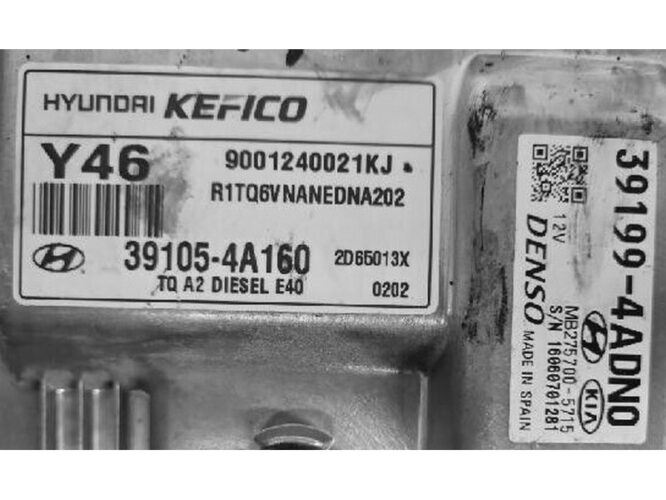 HYUNDAI KEFICO
Y46
9001240021KJ
R1TQ6VNANEDNA202
39105-4A160
2D65013X
TQ A2 DIESEL E40
0202
39199-4ADN0
12V
DENSO
KIA
MB275700-5715
S/N 16060701281
MADE IN SPAIN